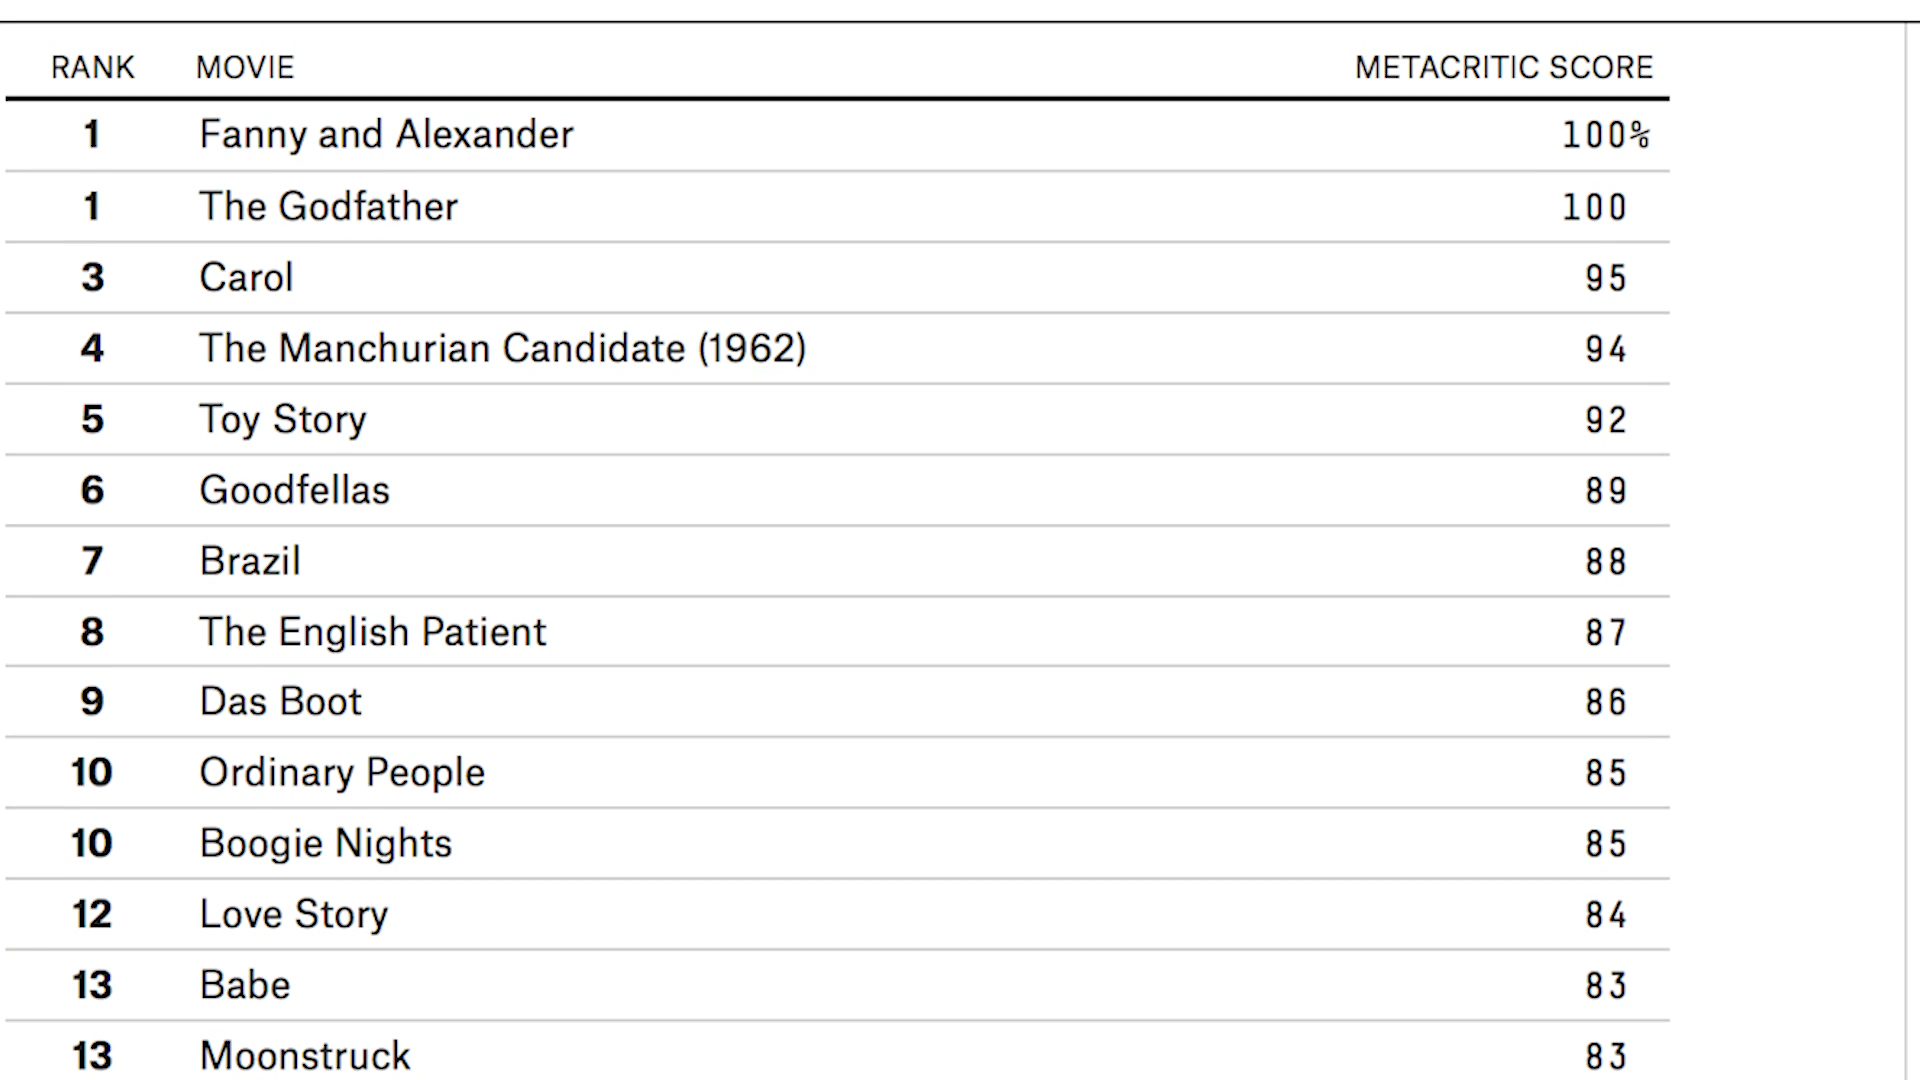 RANK MOVIE METACRITIC SCORE
1 Fanny and Alexander 100%
1 The Godfather 100
3 Carol 95
4 The Manchurian Candidate (1962) 94
5 Toy Story 92
6 Goodfellas 89
7 Brazil 88
8 The English Patient 87
9 Das Boot 86
10 Ordinary People 85
10 Boogie Nights 85
12 Love Story 84
13 Babe 83
13 Moonstruck 83